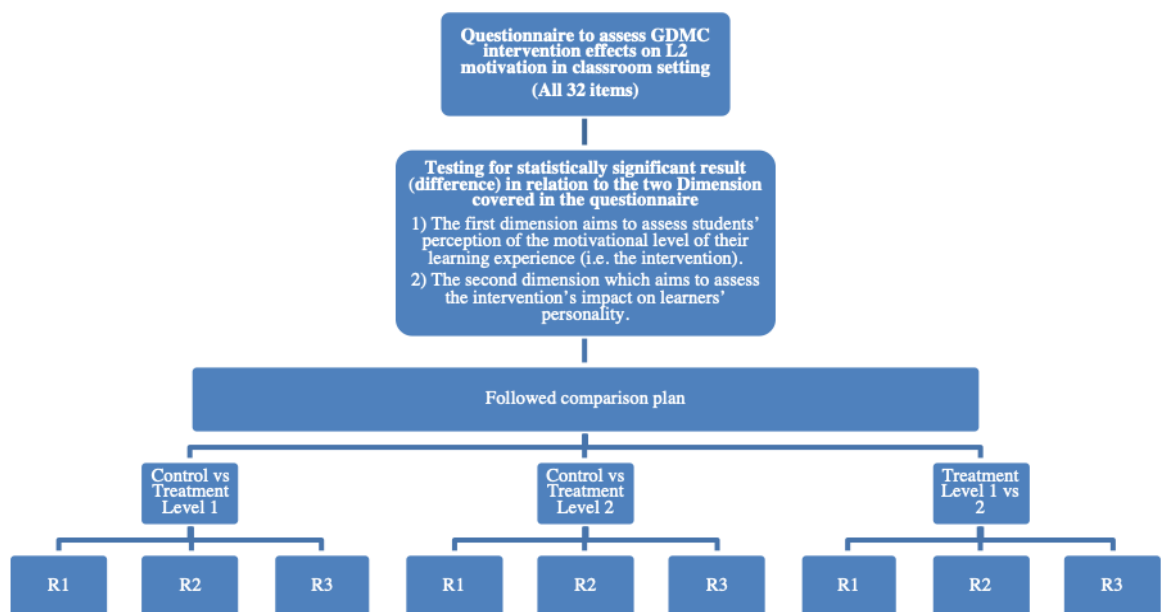 Questionnaire to assess GDMC
intervention effects on L2
motivation in classroom setting
(All 32 items)
Testing for statistically significant result
(difference) in relation to the two Dimension
covered in the questionnaire
1) The first dimension aims to assess students’
perception of the motivational level of their
learning experience (i.e. the intervention).
2) The second dimension which aims to assess
the intervention’s impact on learners’
personality.
Followed comparison plan
Control vs
Treatment
Level 1
Control vs
Treatment
Level 2
Treatment
Level 1 vs
2
R1
R2
R3
R1
R2
R3
R1
R2
R3